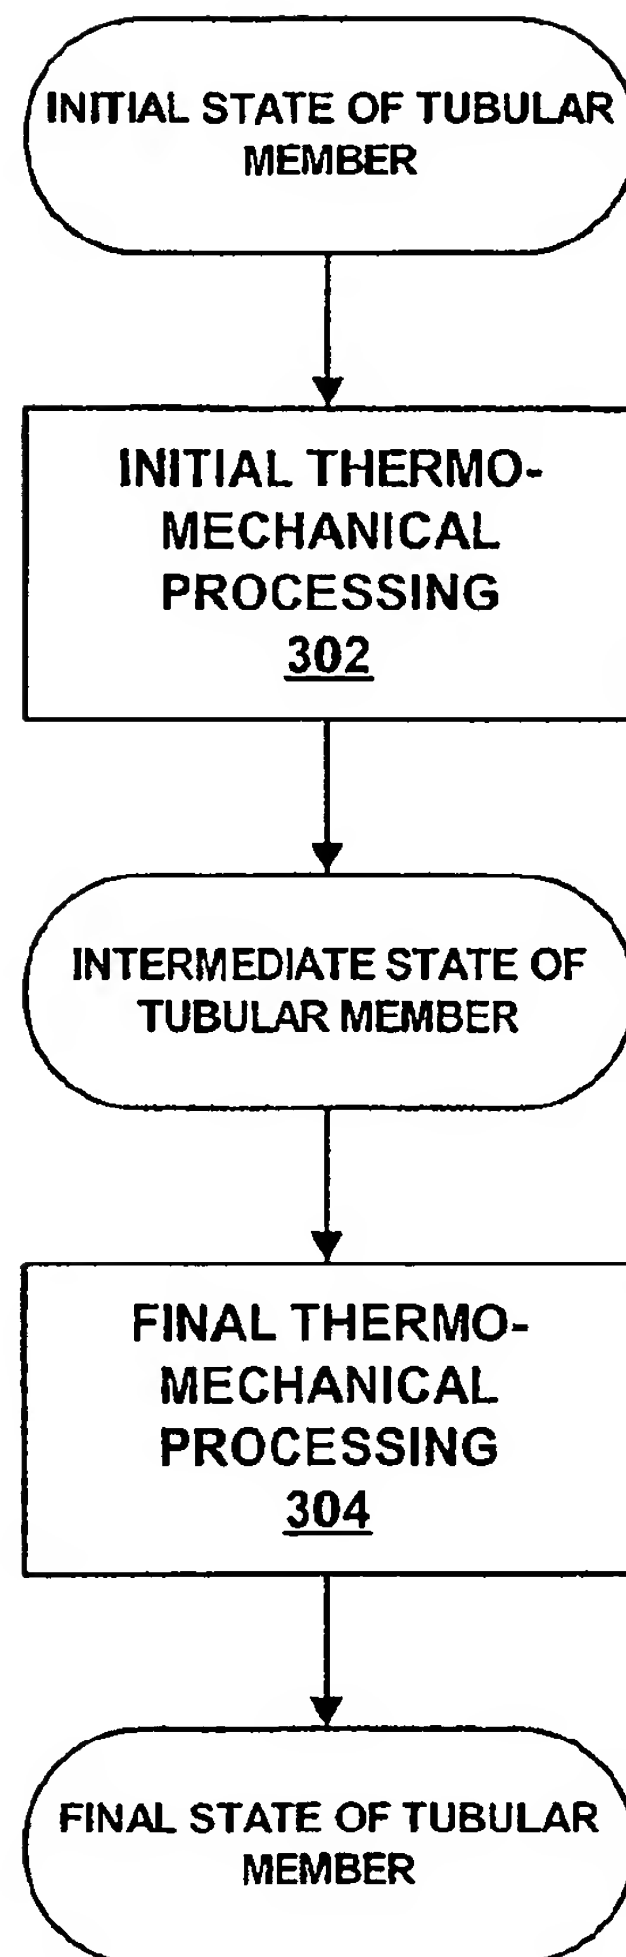 INITIAL STATE OF TUBULAR
MEMBER
INITIAL THERMO-
MECHANICAL
PROCESSING
302
INTERMEDIATE STATE OF
TUBULAR MEMBER
FINAL THERMO-
MECHANICAL
PROCESSING
304
FINAL STATE OF TUBULAR
MEMBER